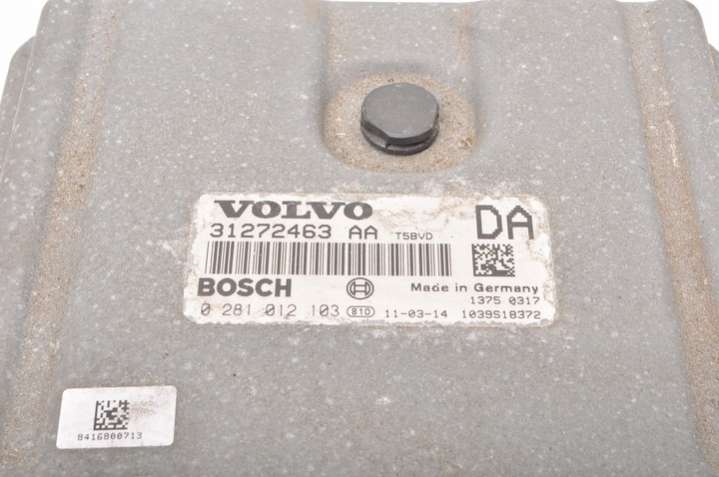 VOLVO DA
31272463 AA T5BVD
BOSCH Made in Germany
1375 0317
0 281 012 103 810 11-03-14 1039S18372
8416800713